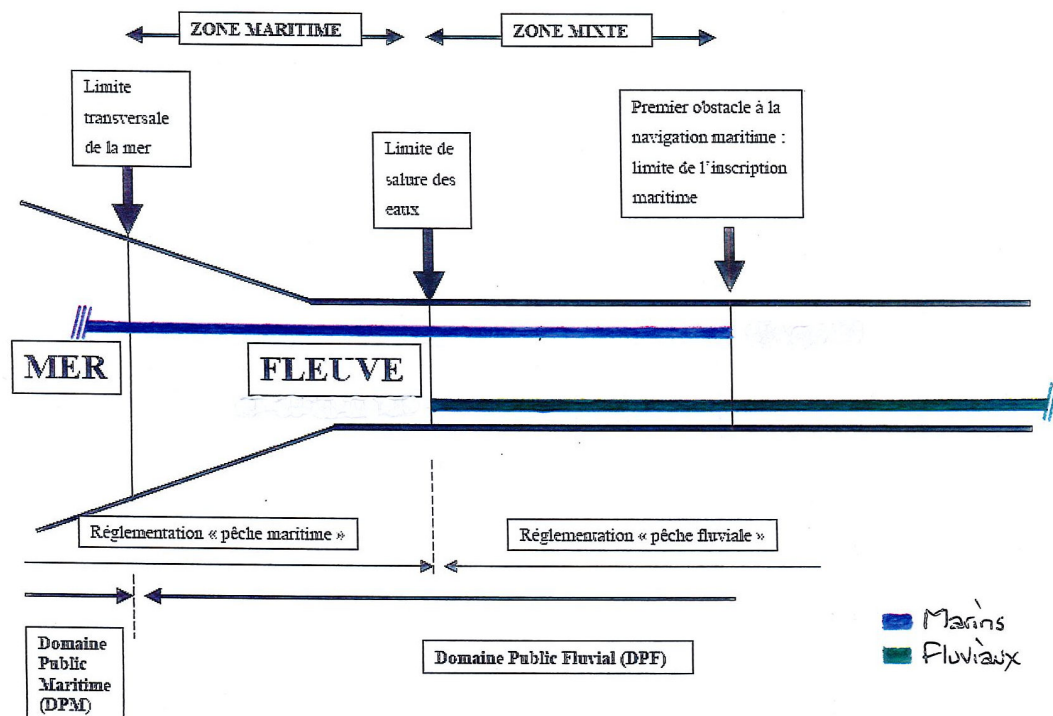 ZONE MARITIME
ZONE MIXTE
Limite
transversale
de la mer
Limite de
salure des
eaux
Premier obstacle à la
navigation maritime :
limite de l'inscription
maritime
MER
FLEUVE
Réglementation « pêche maritime »
Réglementation « pêche fluviale »
Domaine
Public
Maritime
(DPM)
Domaine Public Fluvial (DPF)
Marins
Fluviaux